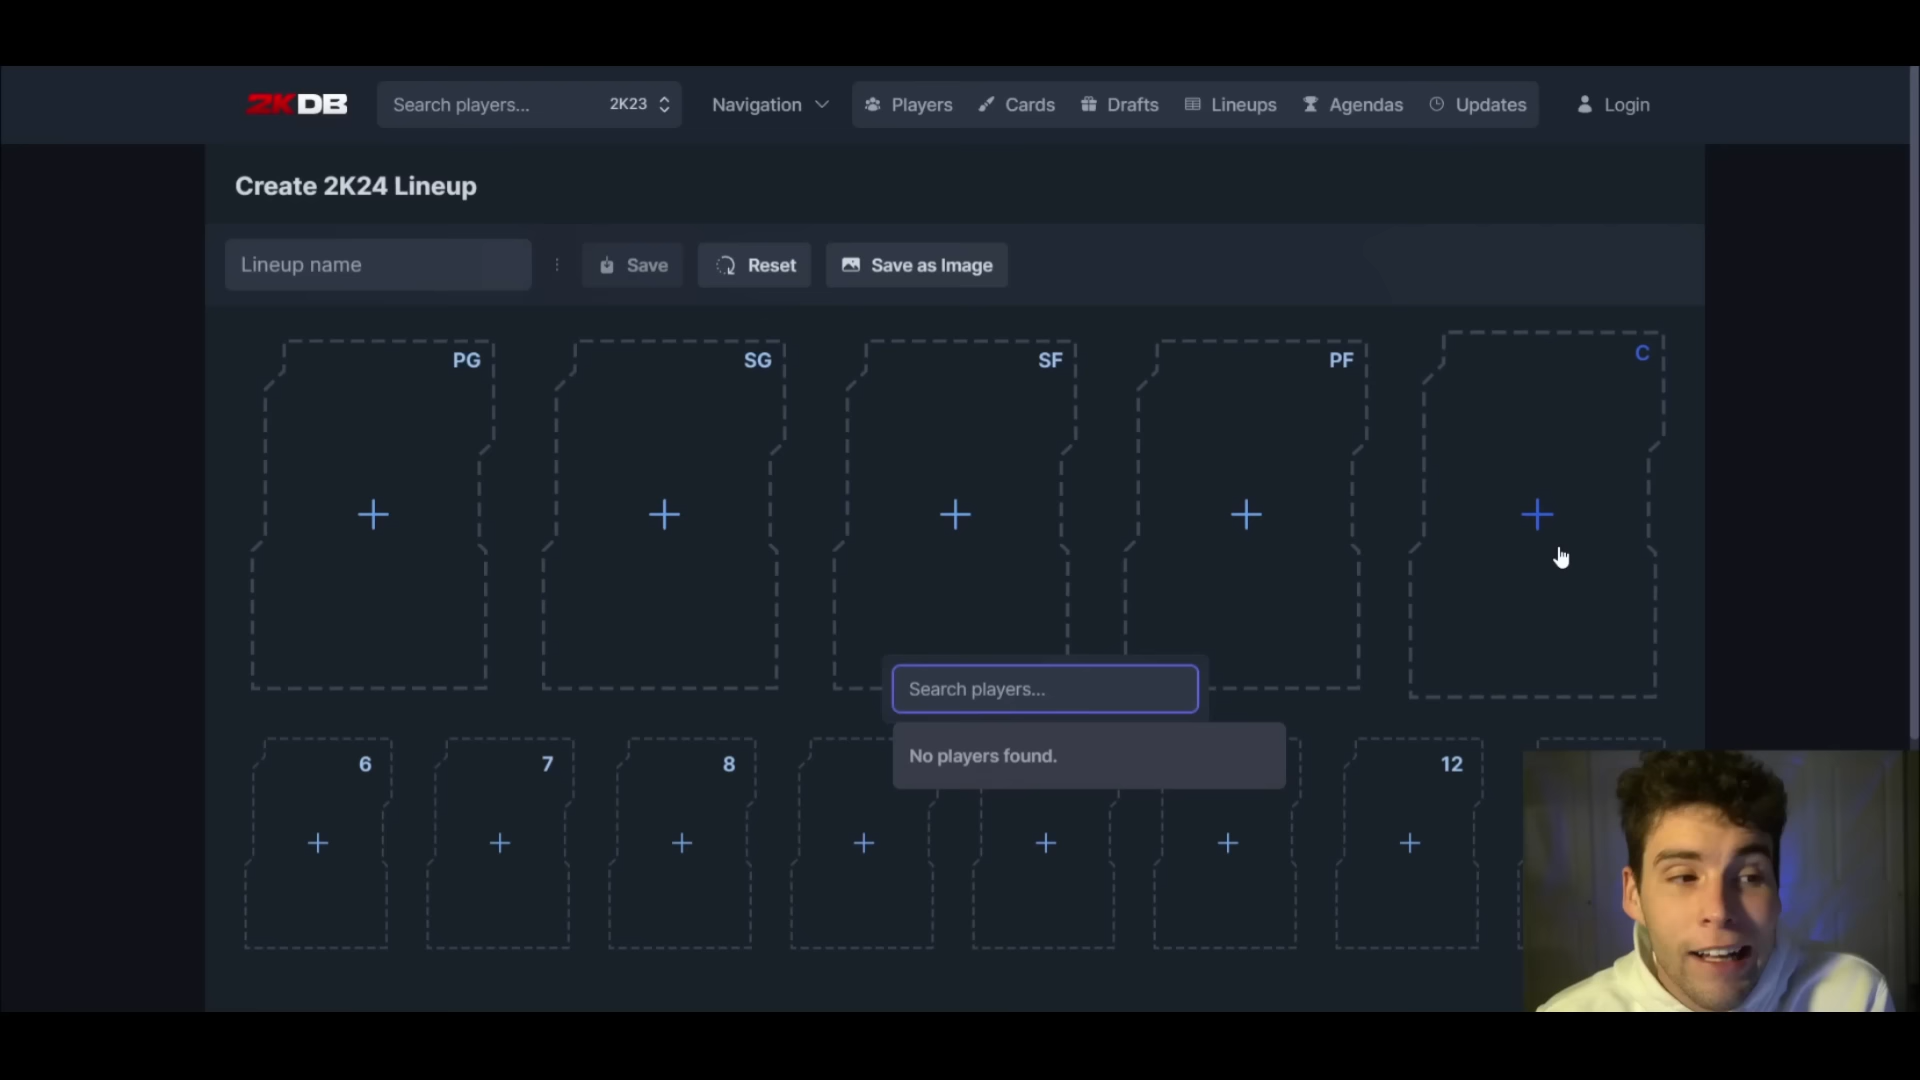 2KDB
Search players...
2K23
Navigation
Players
Cards
Drafts
Lineups
Agendas
Updates
Login
Create 2K24 Lineup
Lineup name
Save
Reset
Save as Image
PG
SG
SF
PF
C
Search players...
No players found.
6
7
8
12